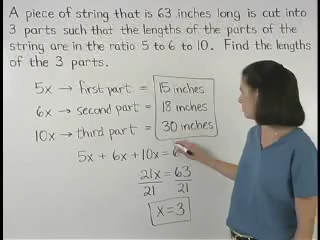 A piece of string that is 63 inches long is cut into
3 parts such that the lengths of the parts of the
string are in the ratio 5 to 6 to 10. Find the lengths
of the 3 parts.
5x → first part = 15 inches
6x → second part = 18 inches
10x → third part = 30 inches
5x + 6x + 10x = 6
21x = 63
21 21
x = 3